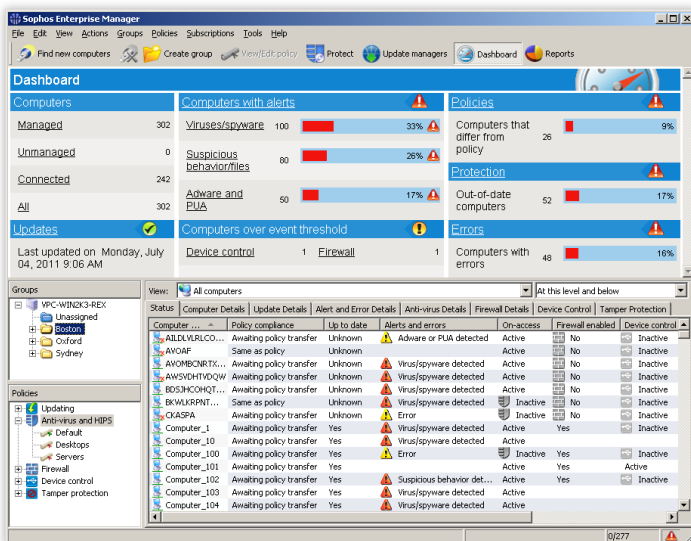 Sophos Enterprise Manager
File Edit View Actions Groups Policies Subscriptions Tools Help
Find new computers Create group View/Edit policy Protect Update managers Dashboard Reports
Dashboard
Computers
Managed 302
Unmanaged 0
Connected 242
All 302
Updates
Last updated on Monday, July
04, 2011 9:06 AM
Computers with alerts
Viruses/spyware 100 33%
Suspicious
behavior/files 80 26%
Adware and
PUA 50 17%
Computers over event threshold
Device control 1 Firewall 1
Policies
Computers that
differ from
policy 26 9%
Protection
Out-of-date
computers 52 17%
Errors
Computers with
errors 48 16%
Groups
VPC-WIN2K3-REX
Unassigned
Boston
Oxford
Sydney
Policies
Updating
Anti-virus and HIPS
Default
Desktops
Servers
Firewall
Device control
Tamper protection
View: All computers At this level and below
Status Computer Details Update Details Alert and Error Details Anti-virus Details Firewall Details Device Control Tamper Protection
Computer ... Policy compliance Up to date Alerts and errors On-access Firewall enabled Device control
AILDLVLRLCO... Awaiting policy transfer Unknown Adware or PUA detected Active No Inactive
AVOAF Same as policy Unknown Active No Inactive
AVOMBCNRTX... Awaiting policy transfer Unknown Virus/spyware detected Active No Inactive
AWSVDHTVDQW Awaiting policy transfer Unknown Virus/spyware detected Active No Inactive
BDSJHCOHQT... Awaiting policy transfer Unknown Virus/spyware detected Active No Inactive
BKWLKRPNT... Same as policy Unknown Virus/spyware detected Inactive No Inactive
CKASPA Awaiting policy transfer Unknown Error Inactive No Inactive
Computer_1 Awaiting policy transfer Yes Virus/spyware detected Active Yes Inactive
Computer_10 Awaiting policy transfer Yes Virus/spyware detected Active
Computer_100 Awaiting policy transfer Yes Error Inactive Yes Inactive
Computer_101 Awaiting policy transfer Yes Active Yes Active
Computer_102 Awaiting policy transfer Yes Suspicious behavior det... Active Yes Inactive
Computer_103 Awaiting policy transfer Yes Virus/spyware detected Active
Computer_104 Awaiting policy transfer Yes Virus/spyware detected Active Yes Inactive
0/277